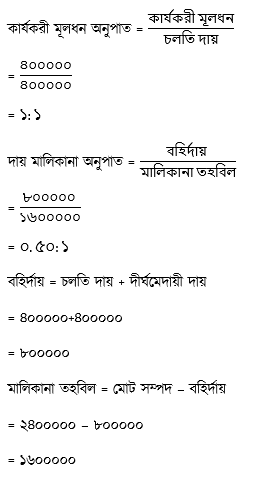 কার্যকরী মূলধন অনুপাত = কার্যকরী মূলধন / চলতি দায়
= ৪০০০০০ / ৪০০০০০
= ১:১
দায় মালিকানা অনুপাত = বহির্দায় / মালিকানা তহবিল
= ৮০০০০০ / ১৬০০০০০
= ০.৫০:১
বহির্দায় = চলতি দায় + দীর্ঘমেদায়ী দায়
= ৪০০০০০+৪০০০০০
= ৮০০০০০
মালিকানা তহবিল = মোট সম্পদ – বহির্দায়
= ২৪০০০০০ – ৮০০০০০
= ১৬০০০০০